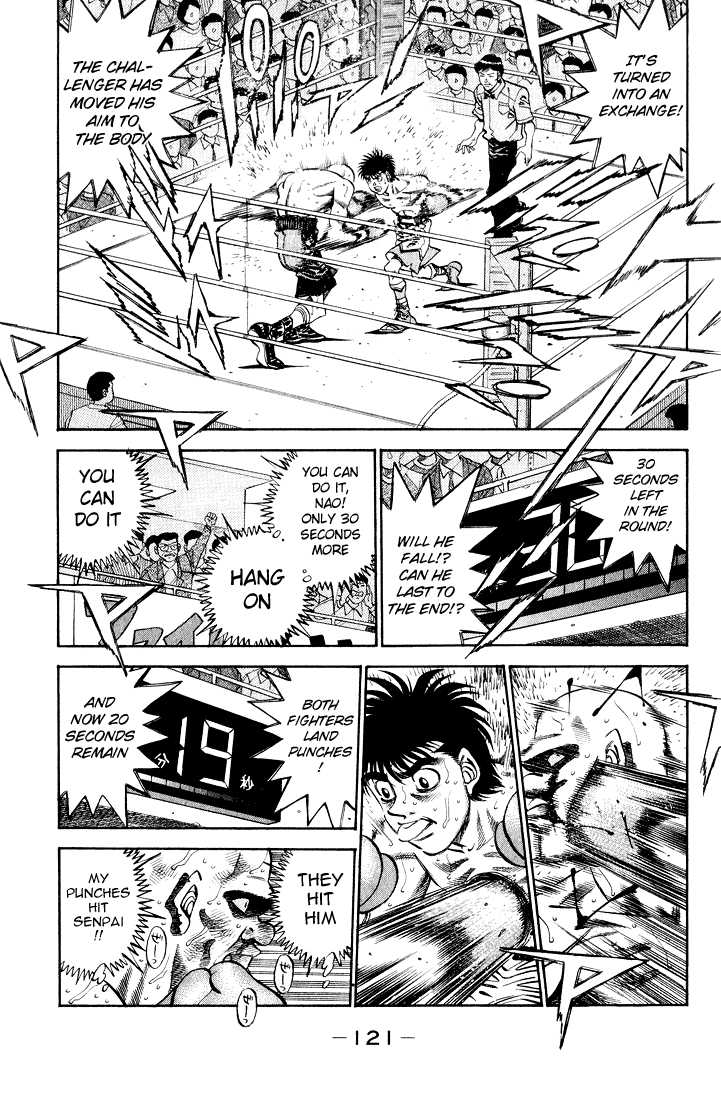 IT'S
TURNED
INTO AN
EXCHANGE!
THE CHAL-
LENGER HAS
MOVED HIS
AIM TO
THE BODY
30
SECONDS
LEFT
IN THE
ROUND!
WILL HE
FALL!?
CAN HE
LAST TO
THE END!?
YOU CAN
DO IT,
NAO!
ONLY 30
SECONDS
MORE
HANG
ON
YOU
CAN
DO IT
BOTH
FIGHTERS
LAND
PUNCHES
!
19
分
秒
AND
NOW 20
SECONDS
REMAIN
THEY
HIT
HIM
MY
PUNCHES
HIT
SENPAI
!!
—121—